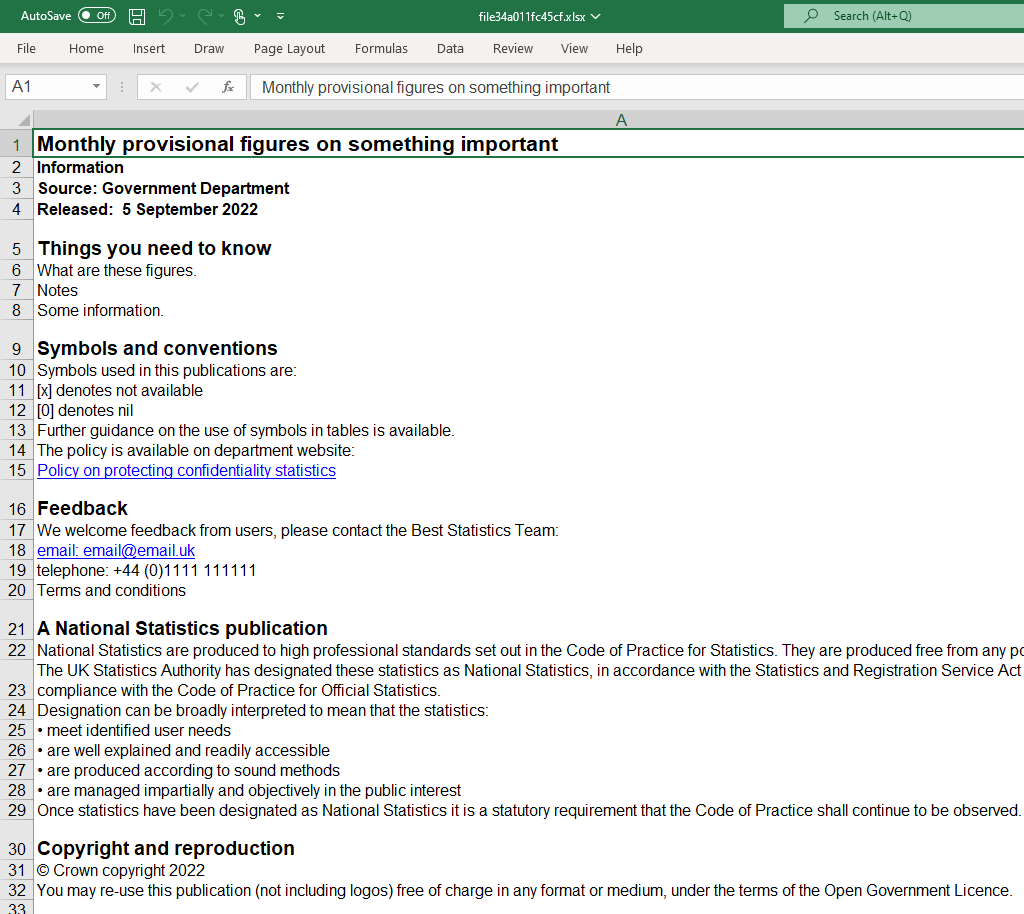 AutoSave Off file34a011fc45cf.xlsx Search (Alt+Q)
File Home Insert Draw Page Layout Formulas Data Review View Help
A1 fx Monthly provisional figures on something important
A
1 Monthly provisional figures on something important
2 Information
3 Source: Government Department
4 Released: 5 September 2022
5 Things you need to know
6 What are these figures.
7 Notes
8 Some information.
9 Symbols and conventions
10 Symbols used in this publications are:
11 [x] denotes not available
12 [0] denotes nil
13 Further guidance on the use of symbols in tables is available.
14 The policy is available on department website:
15 Policy on protecting confidentiality statistics
16 Feedback
17 We welcome feedback from users, please contact the Best Statistics Team:
18 email: email@email.uk
19 telephone: +44 (0)1111 111111
20 Terms and conditions
21 A National Statistics publication
22 National Statistics are produced to high professional standards set out in the Code of Practice for Statistics. They are produced free from any po
The UK Statistics Authority has designated these statistics as National Statistics, in accordance with the Statistics and Registration Service Act
23 compliance with the Code of Practice for Official Statistics.
24 Designation can be broadly interpreted to mean that the statistics:
25 • meet identified user needs
26 • are well explained and readily accessible
27 • are produced according to sound methods
28 • are managed impartially and objectively in the public interest
29 Once statistics have been designated as National Statistics it is a statutory requirement that the Code of Practice shall continue to be observed.
30 Copyright and reproduction
31 © Crown copyright 2022
32 You may re-use this publication (not including logos) free of charge in any format or medium, under the terms of the Open Government Licence.
33